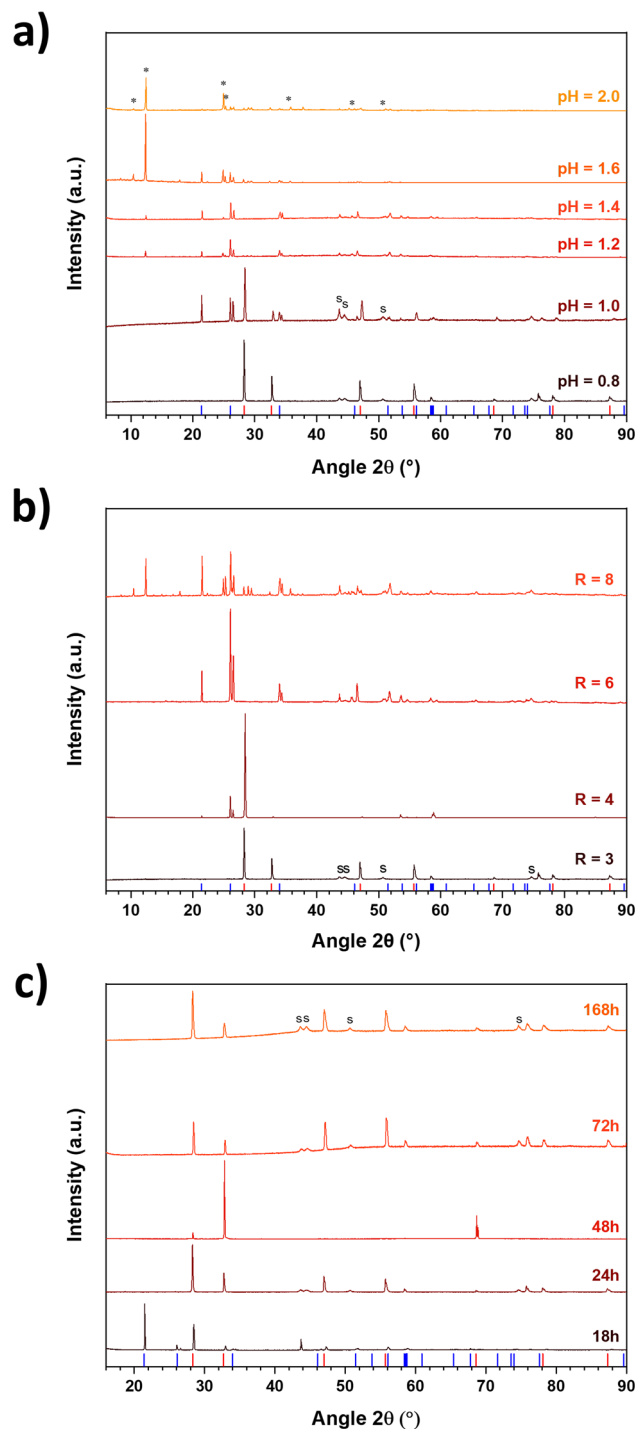 a)
* * * * * * *
pH = 2.0
pH = 1.6
pH = 1.4
pH = 1.2
s s s
pH = 1.0
pH = 0.8
Intensity (a.u.)
10 20 30 40 50 60 70 80 90
Angle 2θ (°)
b)
R = 8
R = 6
R = 4
s s s s
R = 3
Intensity (a.u.)
10 20 30 40 50 60 70 80 90
Angle 2θ (°)
c)
168h
s s s s
72h
48h
24h
18h
Intensity (a.u.)
20 30 40 50 60 70 80 90
Angle 2θ (°)